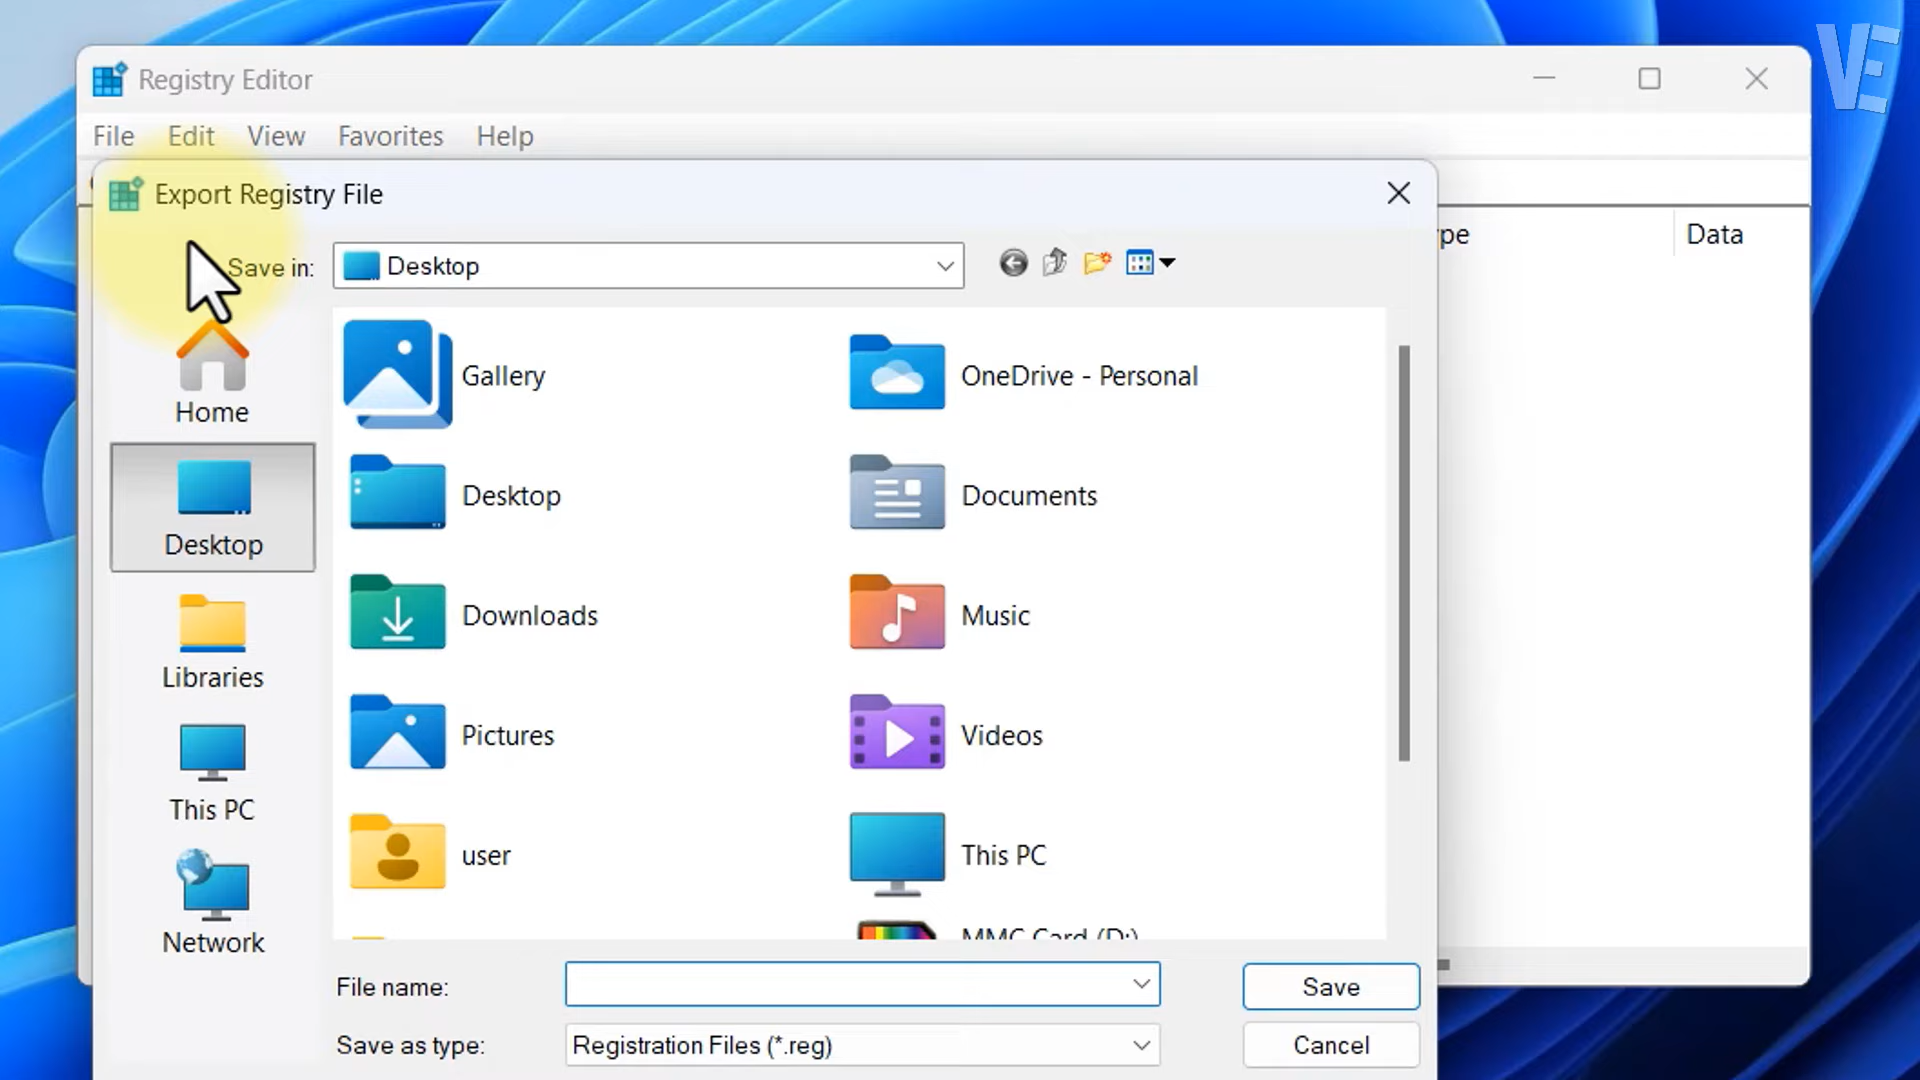 VE
Registry Editor
File Edit View Favorites Help
Export Registry File
Save in: Desktop
pe Data
Gallery OneDrive - Personal
Home
Desktop Documents
Desktop
Downloads Music
Libraries
Pictures Videos
This PC
user This PC
Network
MMC Card (D:)
File name: Save
Save as type: Registration Files (*.reg) Cancel